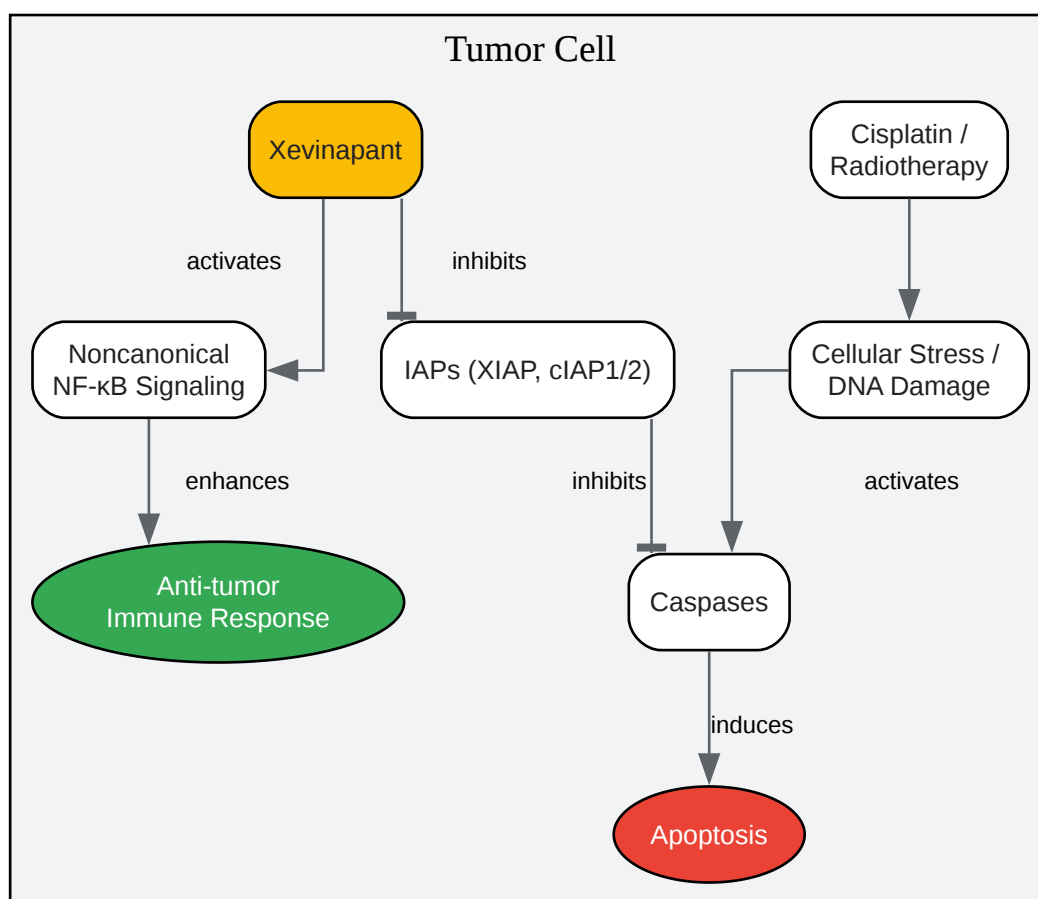 Tumor Cell
Xevinapant
Cisplatin /
Radiotherapy
activates
inhibits
Noncanonical
NF-κB Signaling
IAPs (XIAP, cIAP1/2)
Cellular Stress /
DNA Damage
enhances
inhibits
activates
Anti-tumor
Immune Response
Caspases
induces
Apoptosis